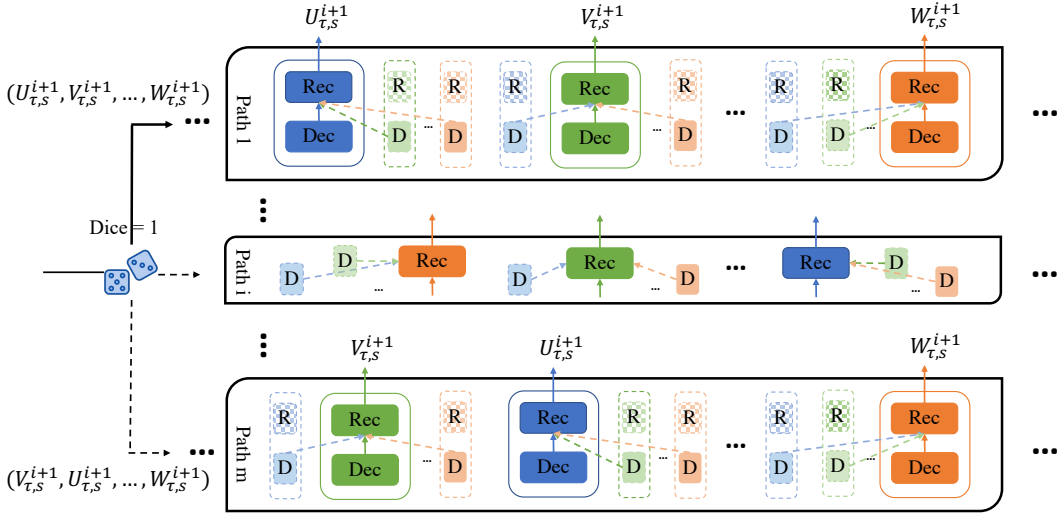 U_{τ,s}^{i+1} V_{τ,s}^{i+1} W_{τ,s}^{i+1}
(U_{τ,s}^{i+1}, V_{τ,s}^{i+1}, ..., W_{τ,s}^{i+1}) ...
Path 1
Rec R R R Rec R ... R R Rec ...
Dec D ... D D Dec ... D D D ... Dec
Dice = 1
Path i
D D Rec ... D Rec ... D ... Rec D ... D ...
V_{τ,s}^{i+1} U_{τ,s}^{i+1} W_{τ,s}^{i+1}
Path m
R Rec R Rec R R ... R R Rec
D Dec ... D Dec D ... D D D ... Dec ...
(V_{τ,s}^{i+1}, U_{τ,s}^{i+1}, ..., W_{τ,s}^{i+1}) ...